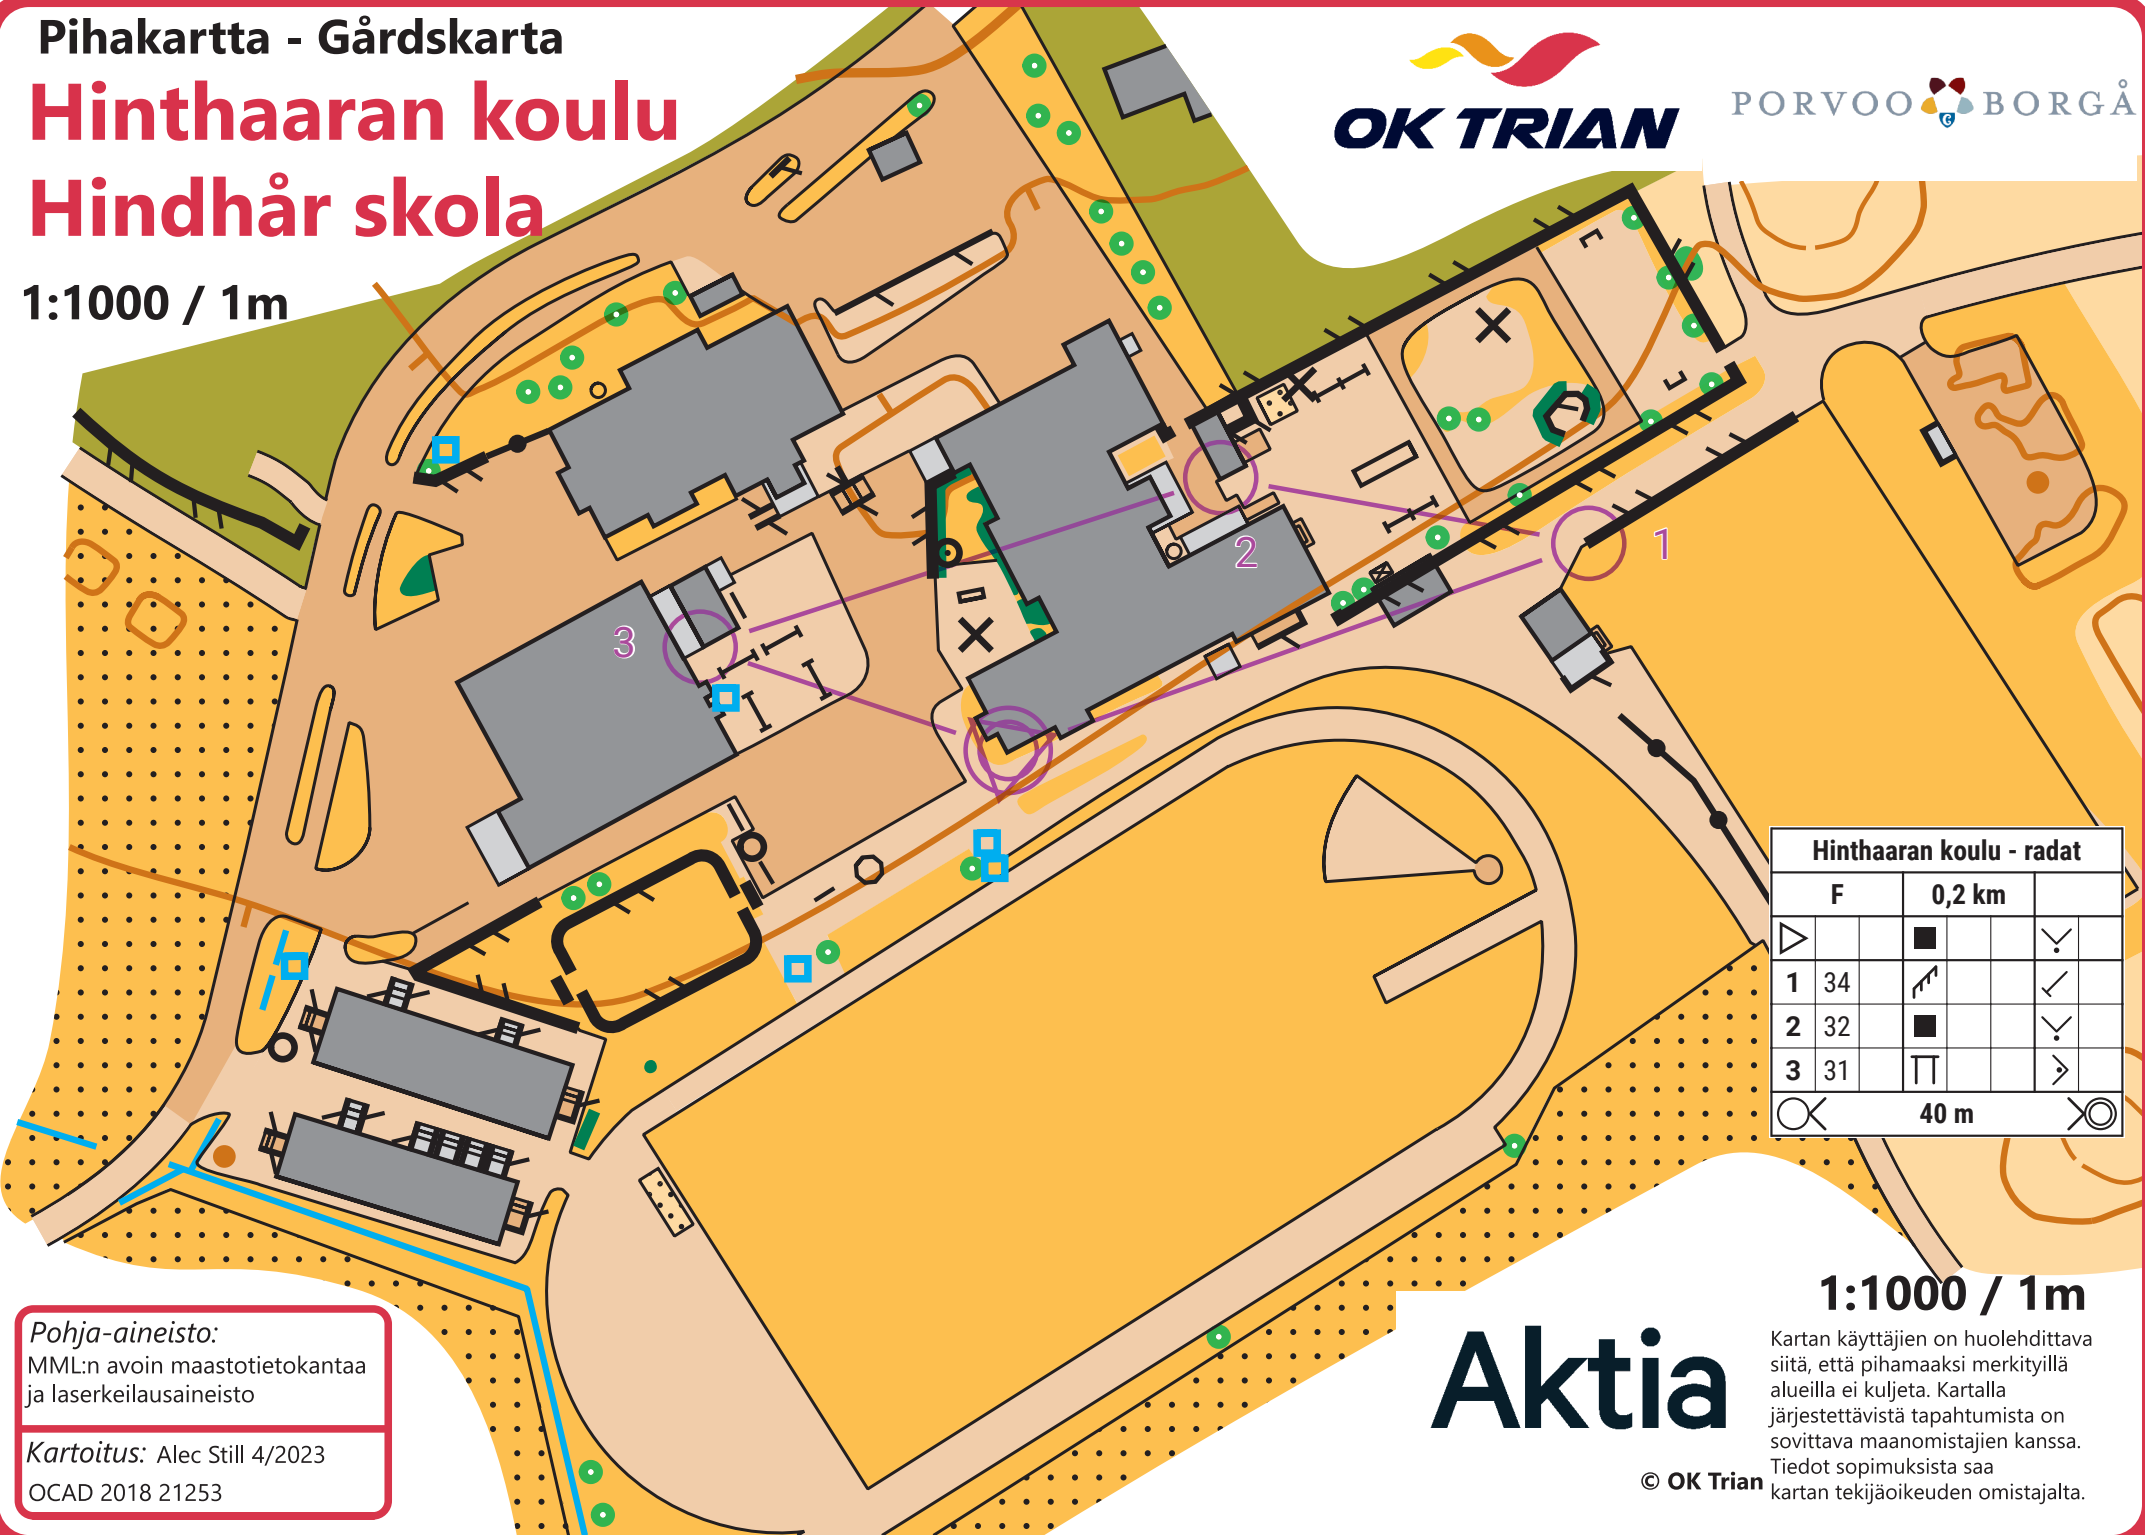 Pihakartta - Gårdskarta
Hinthaaran koulu
Hindhår skola
1:1000 / 1m
OK TRIAN
PORVOO BORGÅ
1
2
3
Hinthaaran koulu - radat
F 0,2 km
1 34
2 32
3 31
40 m
1:1000 / 1m
Pohja-aineisto:
MML:n avoin maastotietokantaa
ja laserkeilausaineisto
Kartoitus: Alec Still 4/2023
OCAD 2018 21253
Aktia
© OK Trian
Kartan käyttäjien on huolehdittava
siitä, että pihamaaksi merkityillä
alueilla ei kuljeta. Kartalla
järjestettävistä tapahtumista on
sovittava maanomistajien kanssa.
Tiedot sopimuksista saa
kartan tekijäoikeuden omistajalta.